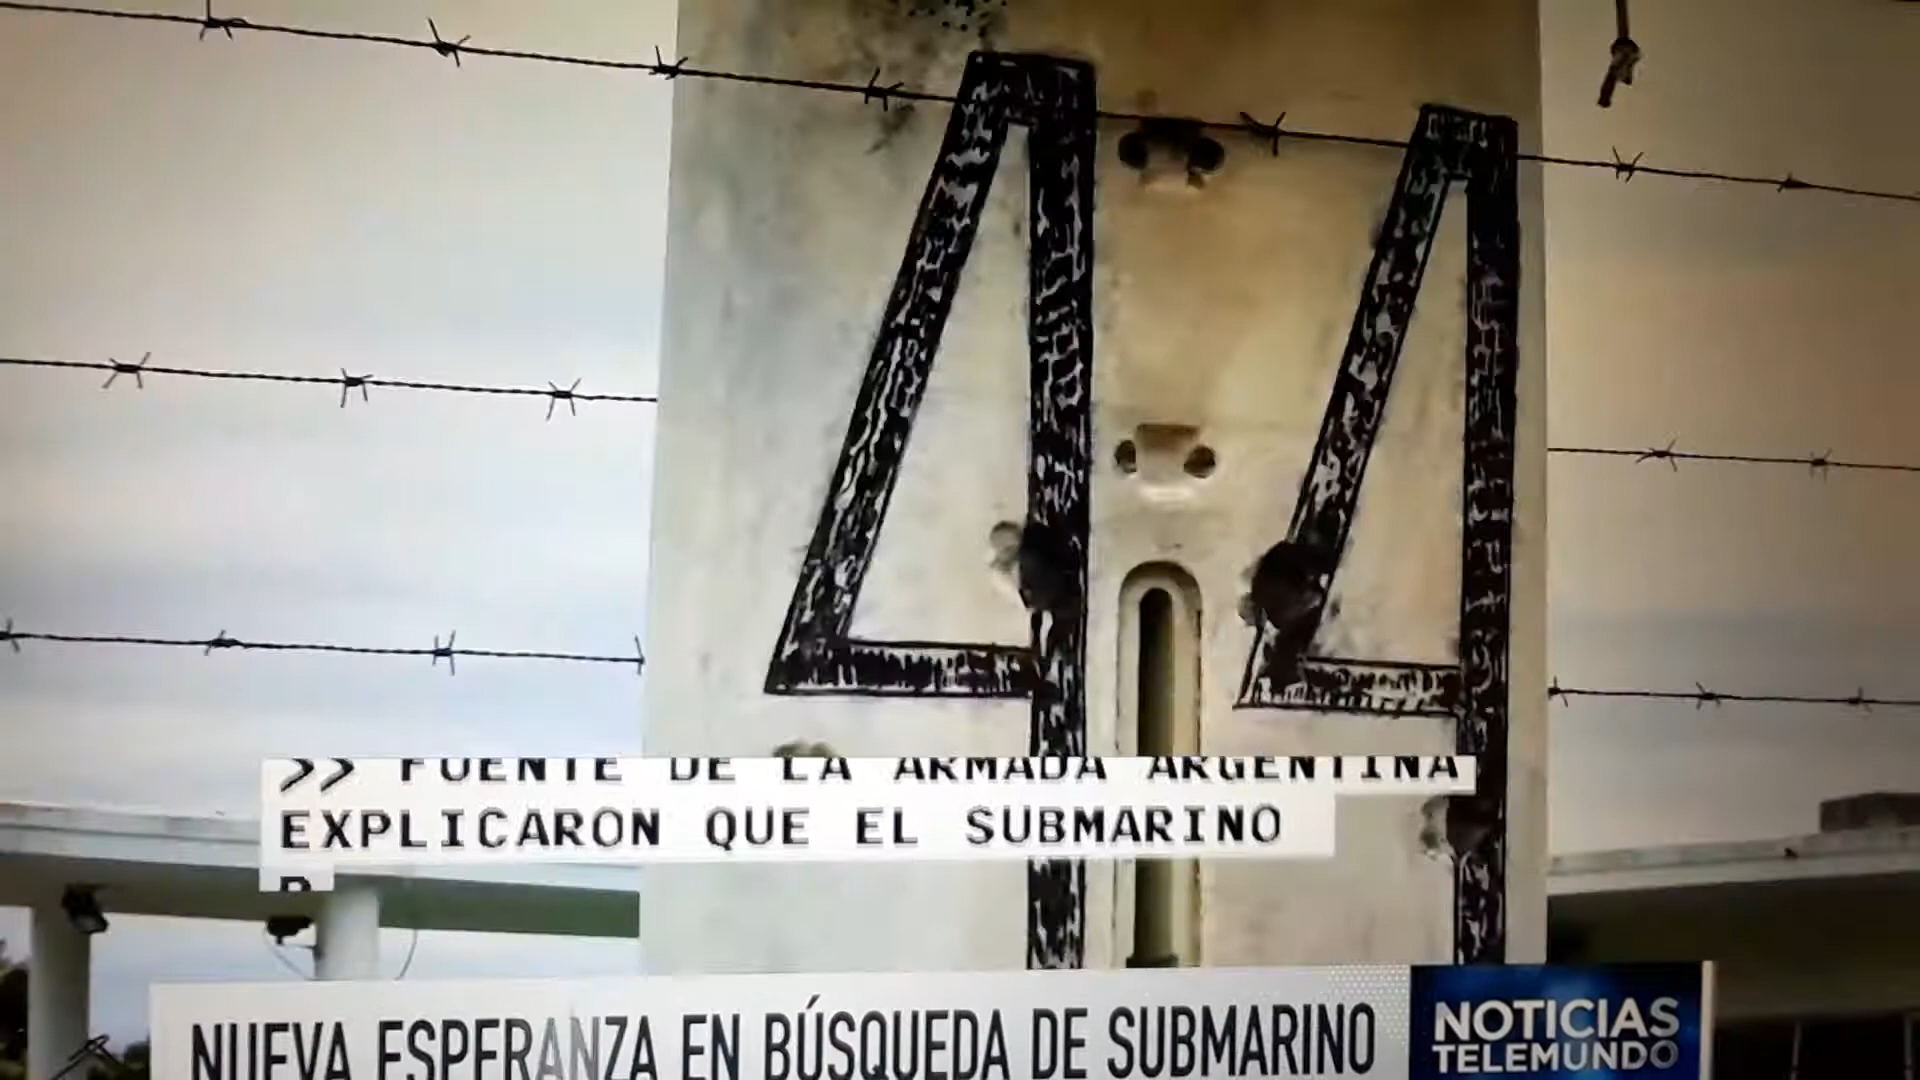 44
>> FUENTE DE LA ARMADA ARGENTINA
EXPLICARON QUE EL SUBMARINO
NUEVA ESPERANZA EN BÚSQUEDA DE SUBMARINO
NOTICIAS
TELEMUNDO